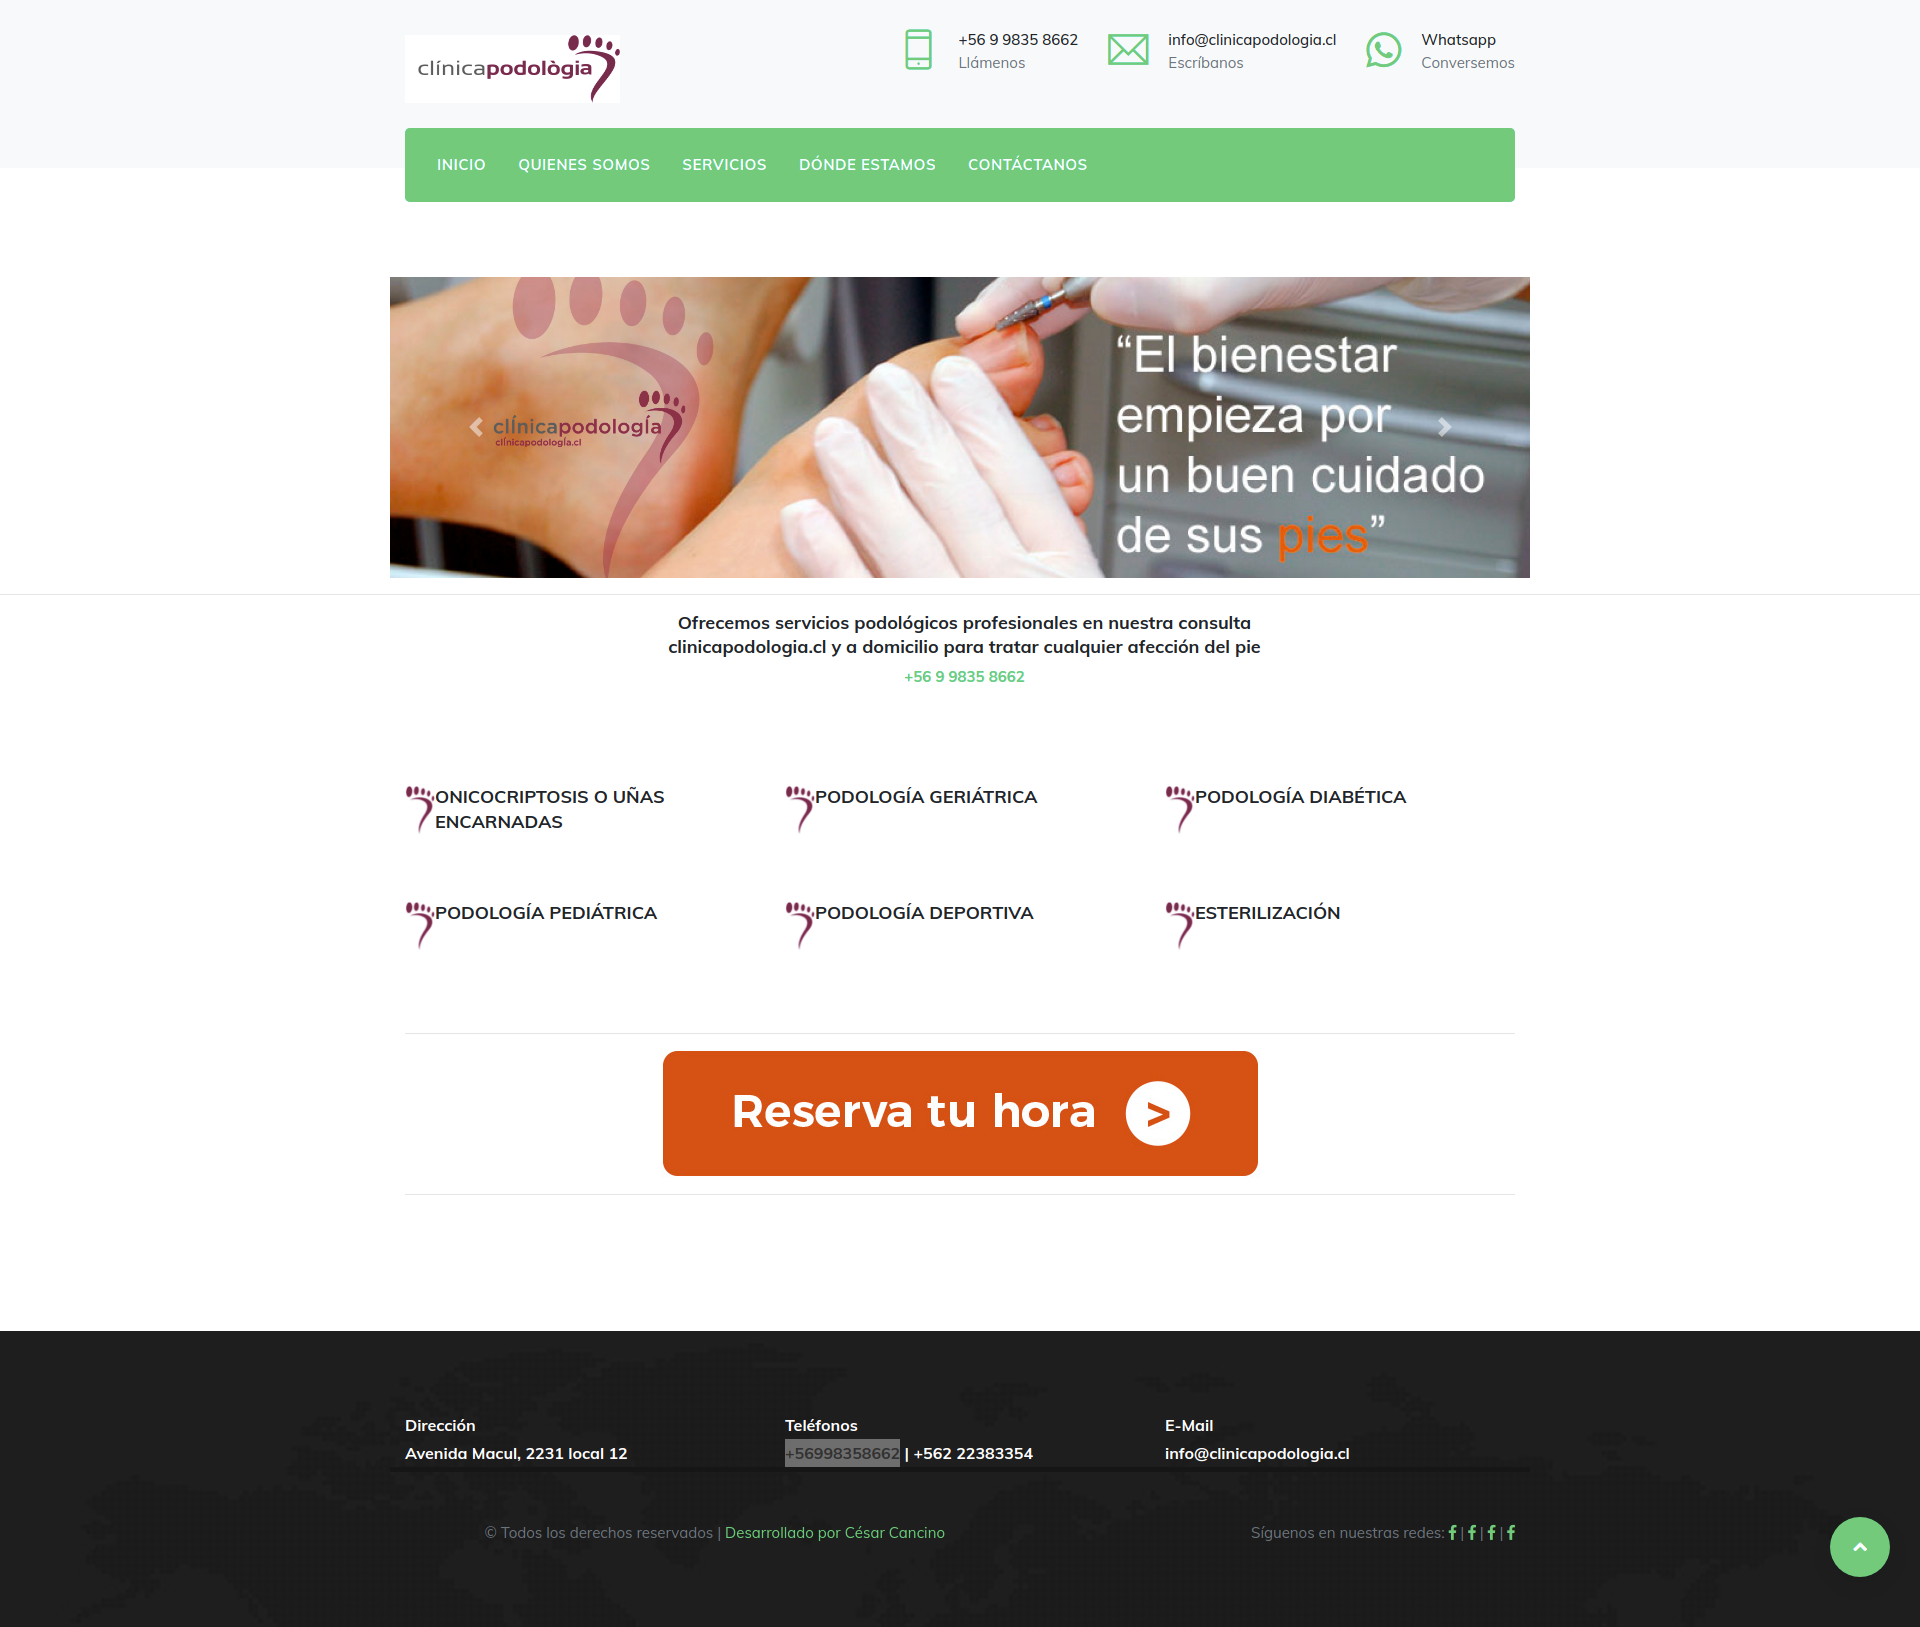 clínicapodològia
+56 9 9835 8662
Llámenos
info@clinicapodologia.cl
Escríbanos
Whatsapp
Conversemos
INICIO QUIENES SOMOS SERVICIOS DÓNDE ESTAMOS CONTÁCTANOS
clÍnicapodologÍa
clÍnicapodologÍa.cl
“El bienestar
empieza por
un buen cuidado
de sus pies”
Ofrecemos servicios podológicos profesionales en nuestra consulta
clinicapodologia.cl y a domicilio para tratar cualquier afección del pie
+56 9 9835 8662
ONICOCRIPTOSIS O UÑAS
ENCARNADAS
PODOLOGÍA GERIÁTRICA
PODOLOGÍA DIABÉTICA
PODOLOGÍA PEDIÁTRICA
PODOLOGÍA DEPORTIVA
ESTERILIZACIÓN
Reserva tu hora >
Dirección
Avenida Macul, 2231 local 12
Teléfonos
+56998358662 | +562 22383354
E-Mail
info@clinicapodologia.cl
© Todos los derechos reservados | Desarrollado por César Cancino
Síguenos en nuestras redes: | | |